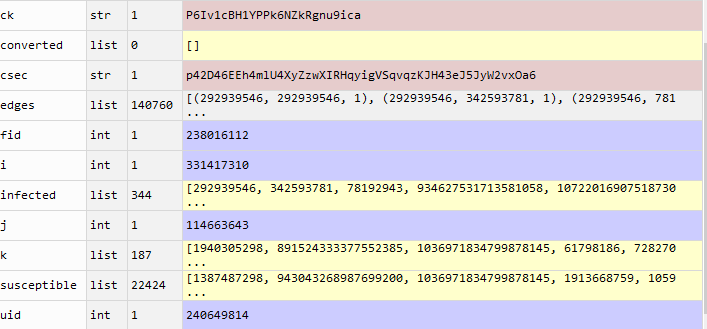 ck str 1 P6Iv1cBH1YPPk6NZkRgnu9ica
converted list 0 []
csec str 1 p42D46EEh4mlU4XyZzwXIRHqyigVSqvqzKJH43eJ5JyW2vxOa6
edges list 140760 [(292939546, 292939546, 1), (292939546, 342593781, 1), (292939546, 781
...
fid int 1 238016112
i int 1 331417310
infected list 344 [292939546, 342593781, 78192943, 934627531713581058, 10722016907518730
...
j int 1 114663643
k list 187 [1940305298, 891524333377552385, 1036971834799878145, 61798186, 728270
...
susceptible list 22424 [1387487298, 943043268987699200, 1036971834799878145, 1913668759, 1059
...
uid int 1 240649814